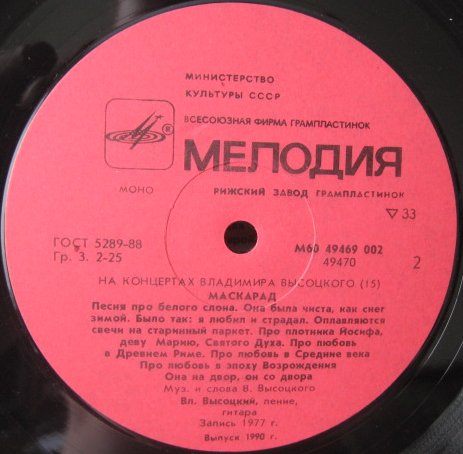 МИНИСТЕРСТВО
КУЛЬТУРЫ СССР
ВСЕСОЮЗНАЯ ФИРМА ГРАМПЛАСТИНОК
® МЕЛОДИЯ
МОНО РИЖСКИЙ ЗАВОД ГРАМПЛАСТИНОК
▽33
ГОСТ 5289-88 М60 49469 002
Гр. 3. 2-25 49470 2
НА КОНЦЕРТАХ ВЛАДИМИРА ВЫСОЦКОГО (15)
МАСКАРАД
Песня про белого слона. Она была чиста, как снег
зимой. Было так: я любил и страдал. Оплавляются
свечи на старинный паркет. Про плотника Иосифа,
деву Марию, Святого Духа. Про любовь
в Древнем Риме. Про любовь в Средние века
Про любовь в эпоху Возрождения
Она на двор, он со двора
Муз. и слова В. Высоцкого
Вл. Высоцкий, пение,
гитара
Запись 1977 г.
Выпуск 1990 г.